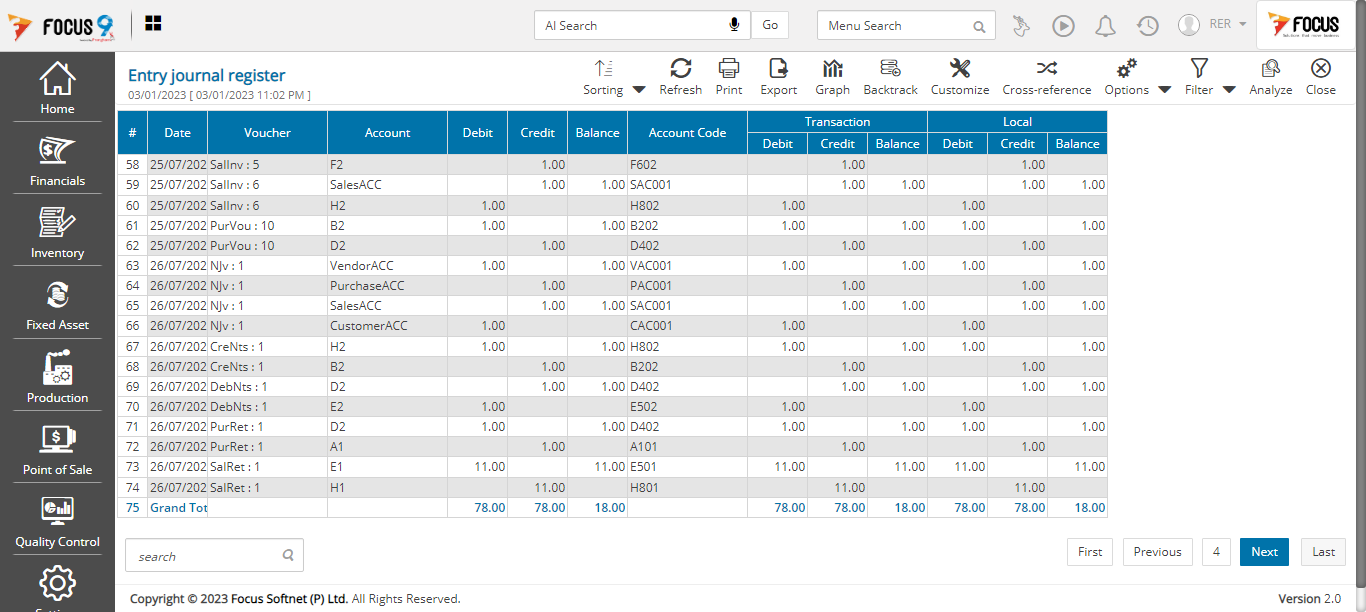 FOCUS 9
AI Search Go Menu Search RER FOCUS
Home
Financials
Inventory
Fixed Asset
Production
Point of Sale
Quality Control
Entry journal register
03/01/2023 [ 03/01/2023 11:02 PM ]
Sorting Refresh Print Export Graph Backtrack Customize Cross-reference Options Filter Analyze Close
# Date Voucher Account Debit Credit Balance Account Code Transaction Local
Debit Credit Balance Debit Credit Balance
58 25/07/202 SalInv : 5 F2 1.00 F602 1.00 1.00
59 25/07/202 SalInv : 6 SalesACC 1.00 1.00 SAC001 1.00 1.00 1.00 1.00
60 25/07/202 SalInv : 6 H2 1.00 H802 1.00 1.00
61 25/07/202 PurVou : 10 B2 1.00 1.00 B202 1.00 1.00 1.00 1.00
62 25/07/202 PurVou : 10 D2 1.00 D402 1.00 1.00
63 26/07/202 NJv : 1 VendorACC 1.00 1.00 VAC001 1.00 1.00 1.00 1.00
64 26/07/202 NJv : 1 PurchaseACC 1.00 PAC001 1.00 1.00
65 26/07/202 NJv : 1 SalesACC 1.00 1.00 SAC001 1.00 1.00 1.00 1.00
66 26/07/202 NJv : 1 CustomerACC 1.00 CAC001 1.00 1.00
67 26/07/202 CreNts : 1 H2 1.00 1.00 H802 1.00 1.00 1.00 1.00
68 26/07/202 CreNts : 1 B2 1.00 B202 1.00 1.00
69 26/07/202 DebNts : 1 D2 1.00 1.00 D402 1.00 1.00 1.00 1.00
70 26/07/202 DebNts : 1 E2 1.00 E502 1.00 1.00
71 26/07/202 PurRet : 1 D2 1.00 1.00 D402 1.00 1.00 1.00 1.00
72 26/07/202 PurRet : 1 A1 1.00 A101 1.00 1.00
73 26/07/202 SalRet : 1 E1 11.00 11.00 E501 11.00 11.00 11.00 11.00
74 26/07/202 SalRet : 1 H1 11.00 H801 11.00 11.00
75 Grand Tot 78.00 78.00 18.00 78.00 78.00 18.00 78.00 78.00 18.00
search First Previous 4 Next Last
Copyright © 2023 Focus Softnet (P) Ltd. All Rights Reserved. Version 2.0